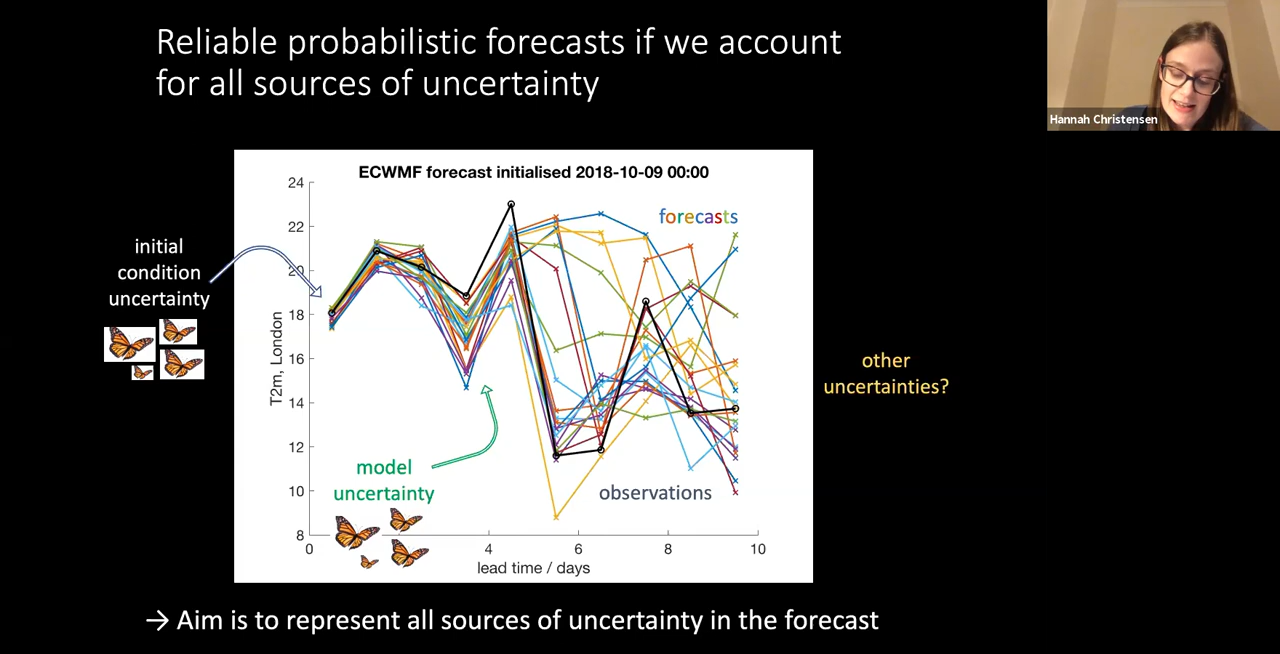 Reliable probabilistic forecasts if we account
for all sources of uncertainty
Hannah Christensen
ECWMF forecast initialised 2018-10-09 00:00
24
22
20
18
16
14
12
10
8
T2m, London
0
4
6
8
10
lead time / days
forecasts
observations
initial
condition
uncertainty
model
uncertainty
other
uncertainties?
→ Aim is to represent all sources of uncertainty in the forecast